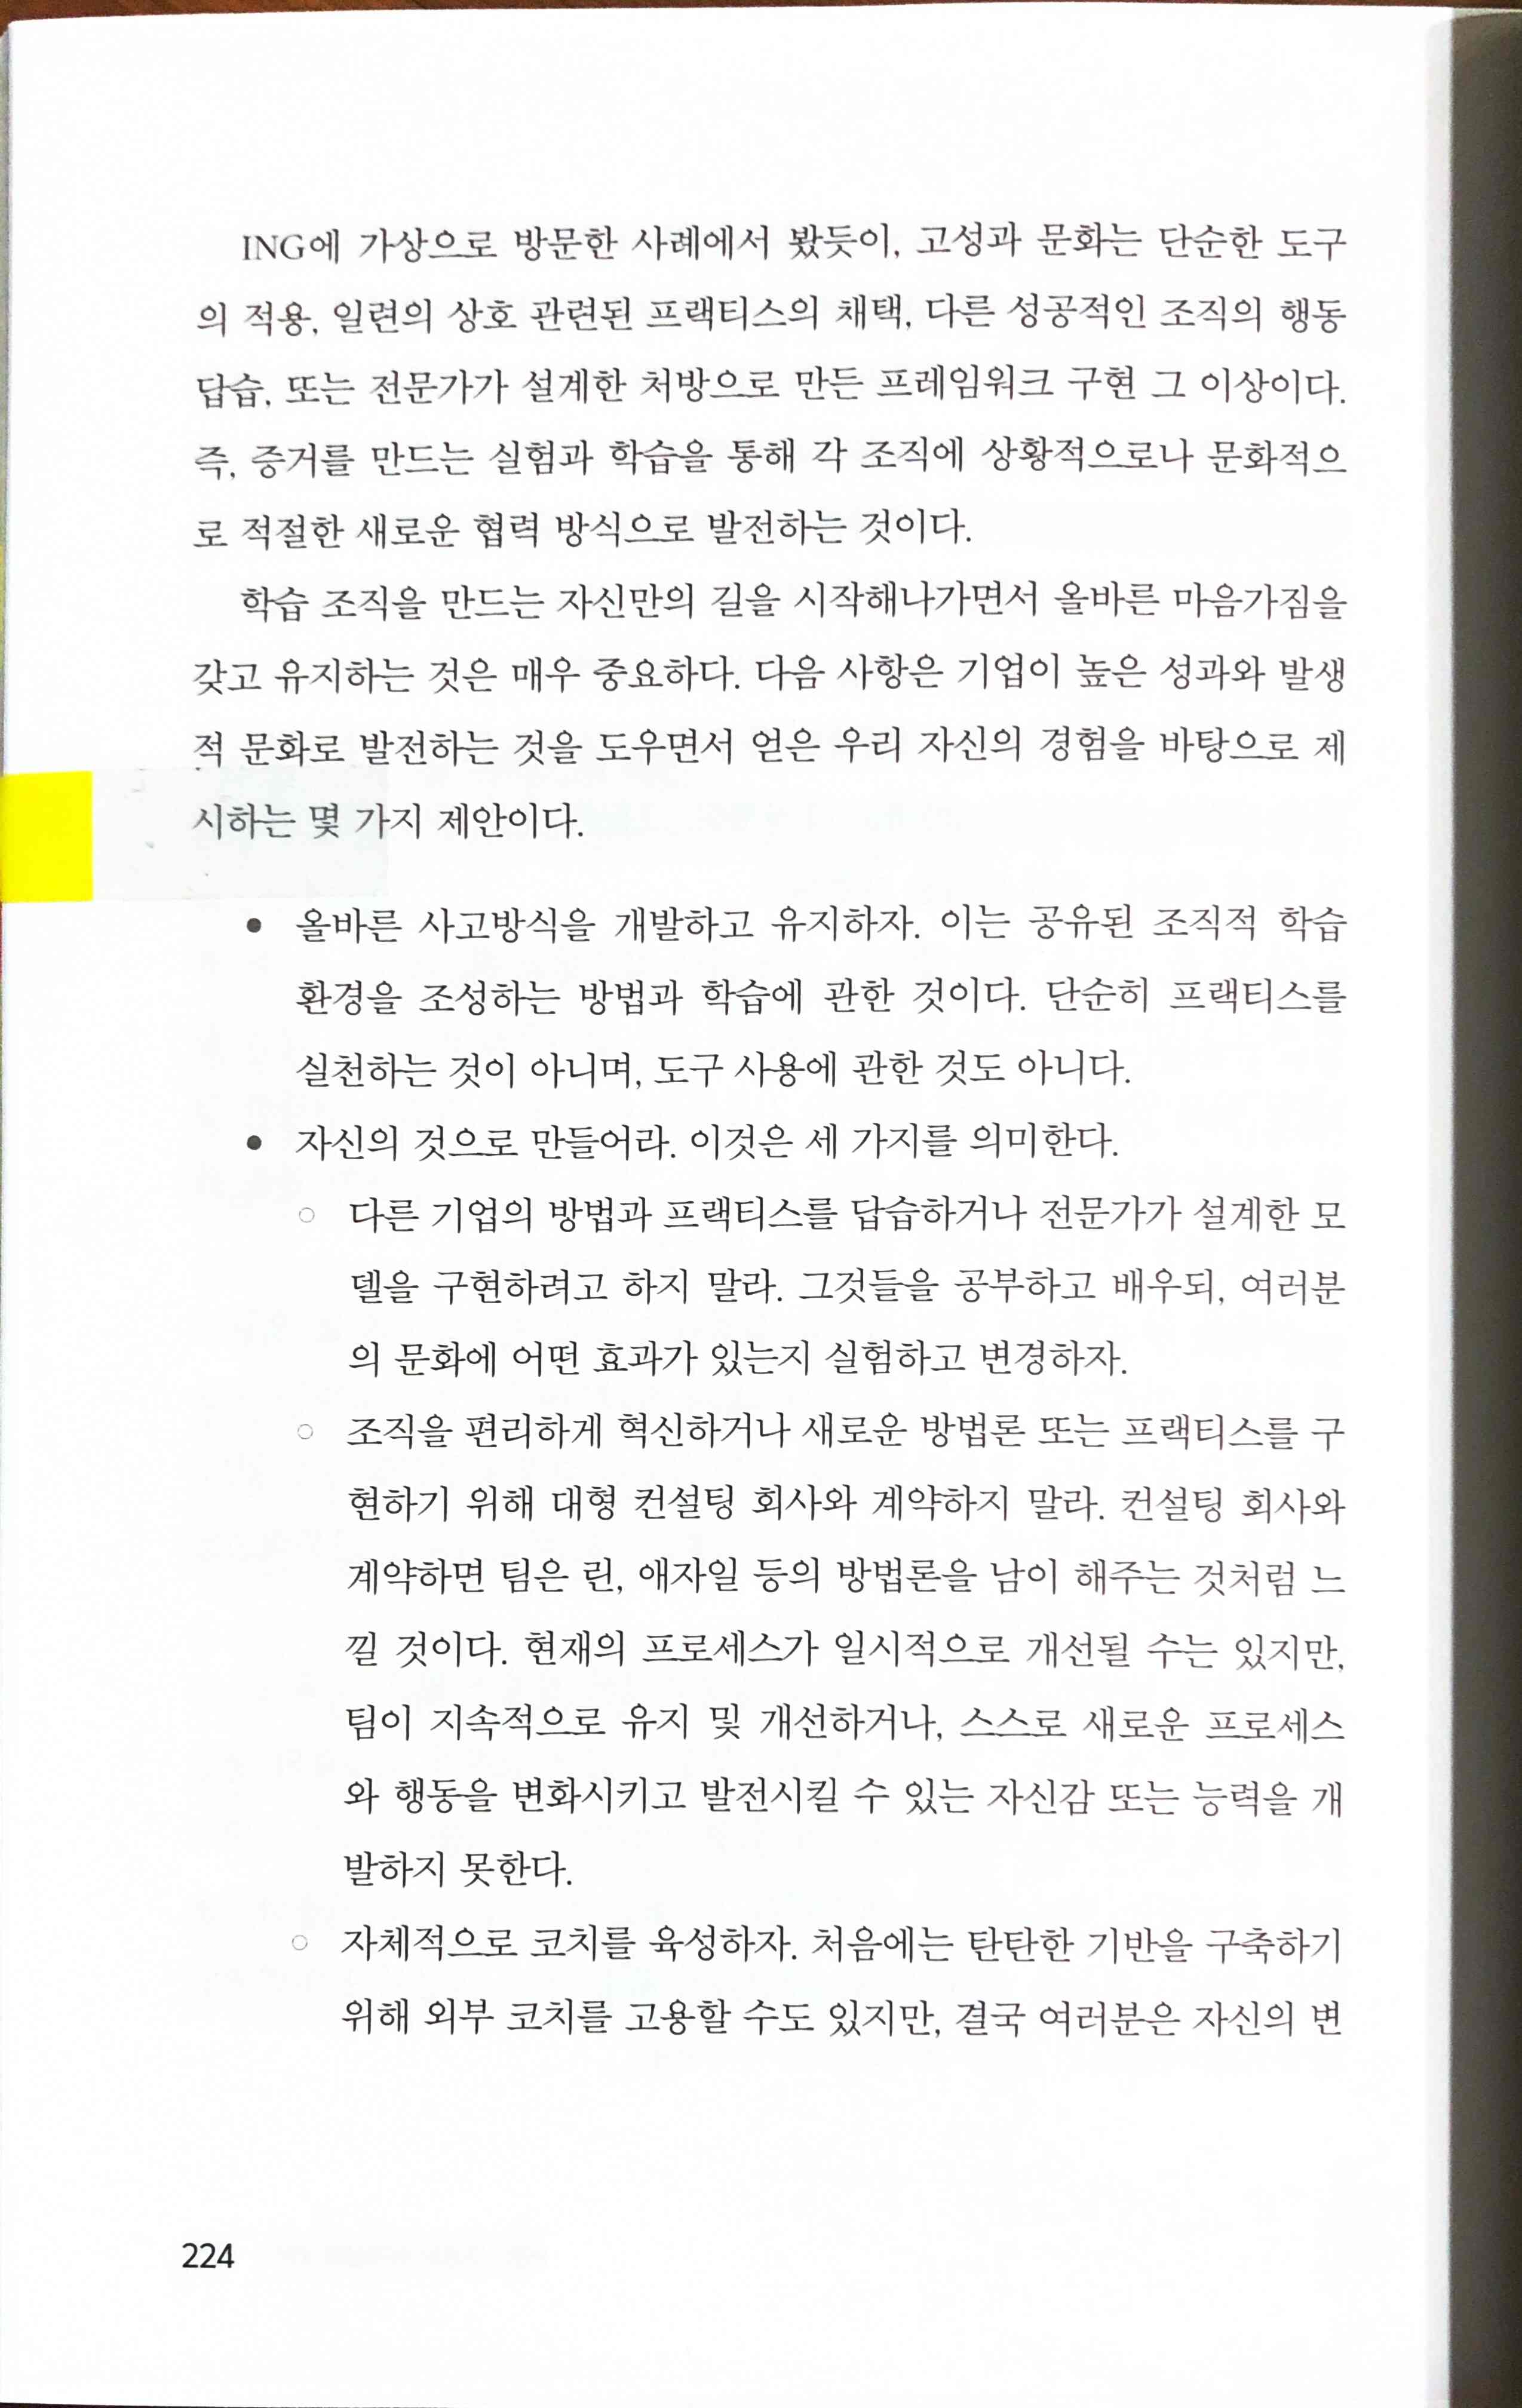 ING에 가상으로 방문한 사례에서 봤듯이, 고성과 문화는 단순한 도구
의 적용, 일련의 상호 관련된 프랙티스의 채택, 다른 성공적인 조직의 행동
답습, 또는 전문가가 설계한 처방으로 만든 프레임워크 구현 그 이상이다.
즉, 증거를 만드는 실험과 학습을 통해 각 조직에 상황적으로나 문화적으
로 적절한 새로운 협력 방식으로 발전하는 것이다.
학습 조직을 만드는 자신만의 길을 시작해나가면서 올바른 마음가짐을
갖고 유지하는 것은 매우 중요하다. 다음 사항은 기업이 높은 성과와 발생
적 문화로 발전하는 것을 도우면서 얻은 우리 자신의 경험을 바탕으로 제
시하는 몇 가지 제안이다.
● 올바른 사고방식을 개발하고 유지하자. 이는 공유된 조직적 학습
환경을 조성하는 방법과 학습에 관한 것이다. 단순히 프랙티스를
실천하는 것이 아니며, 도구 사용에 관한 것도 아니다.
● 자신의 것으로 만들어라. 이것은 세 가지를 의미한다.
○ 다른 기업의 방법과 프랙티스를 답습하거나 전문가가 설계한 모
델을 구현하려고 하지 말라. 그것들을 공부하고 배우되, 여러분
의 문화에 어떤 효과가 있는지 실험하고 변경하자.
○ 조직을 편리하게 혁신하거나 새로운 방법론 또는 프랙티스를 구
현하기 위해 대형 컨설팅 회사와 계약하지 말라. 컨설팅 회사와
계약하면 팀은 린, 애자일 등의 방법론을 남이 해주는 것처럼 느
낄 것이다. 현재의 프로세스가 일시적으로 개선될 수는 있지만,
팀이 지속적으로 유지 및 개선하거나, 스스로 새로운 프로세스
와 행동을 변화시키고 발전시킬 수 있는 자신감 또는 능력을 개
발하지 못한다.
○ 자체적으로 코치를 육성하자. 처음에는 탄탄한 기반을 구축하기
위해 외부 코치를 고용할 수도 있지만, 결국 여러분은 자신의 변
224